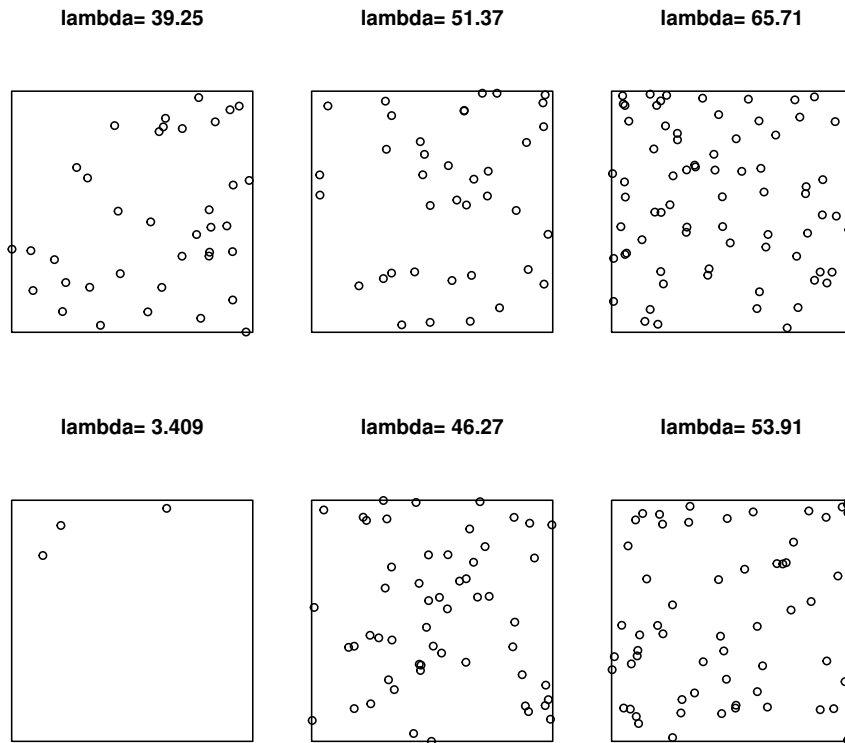 lambda= 39.25
lambda= 51.37
lambda= 65.71
lambda= 3.409
lambda= 46.27
lambda= 53.91